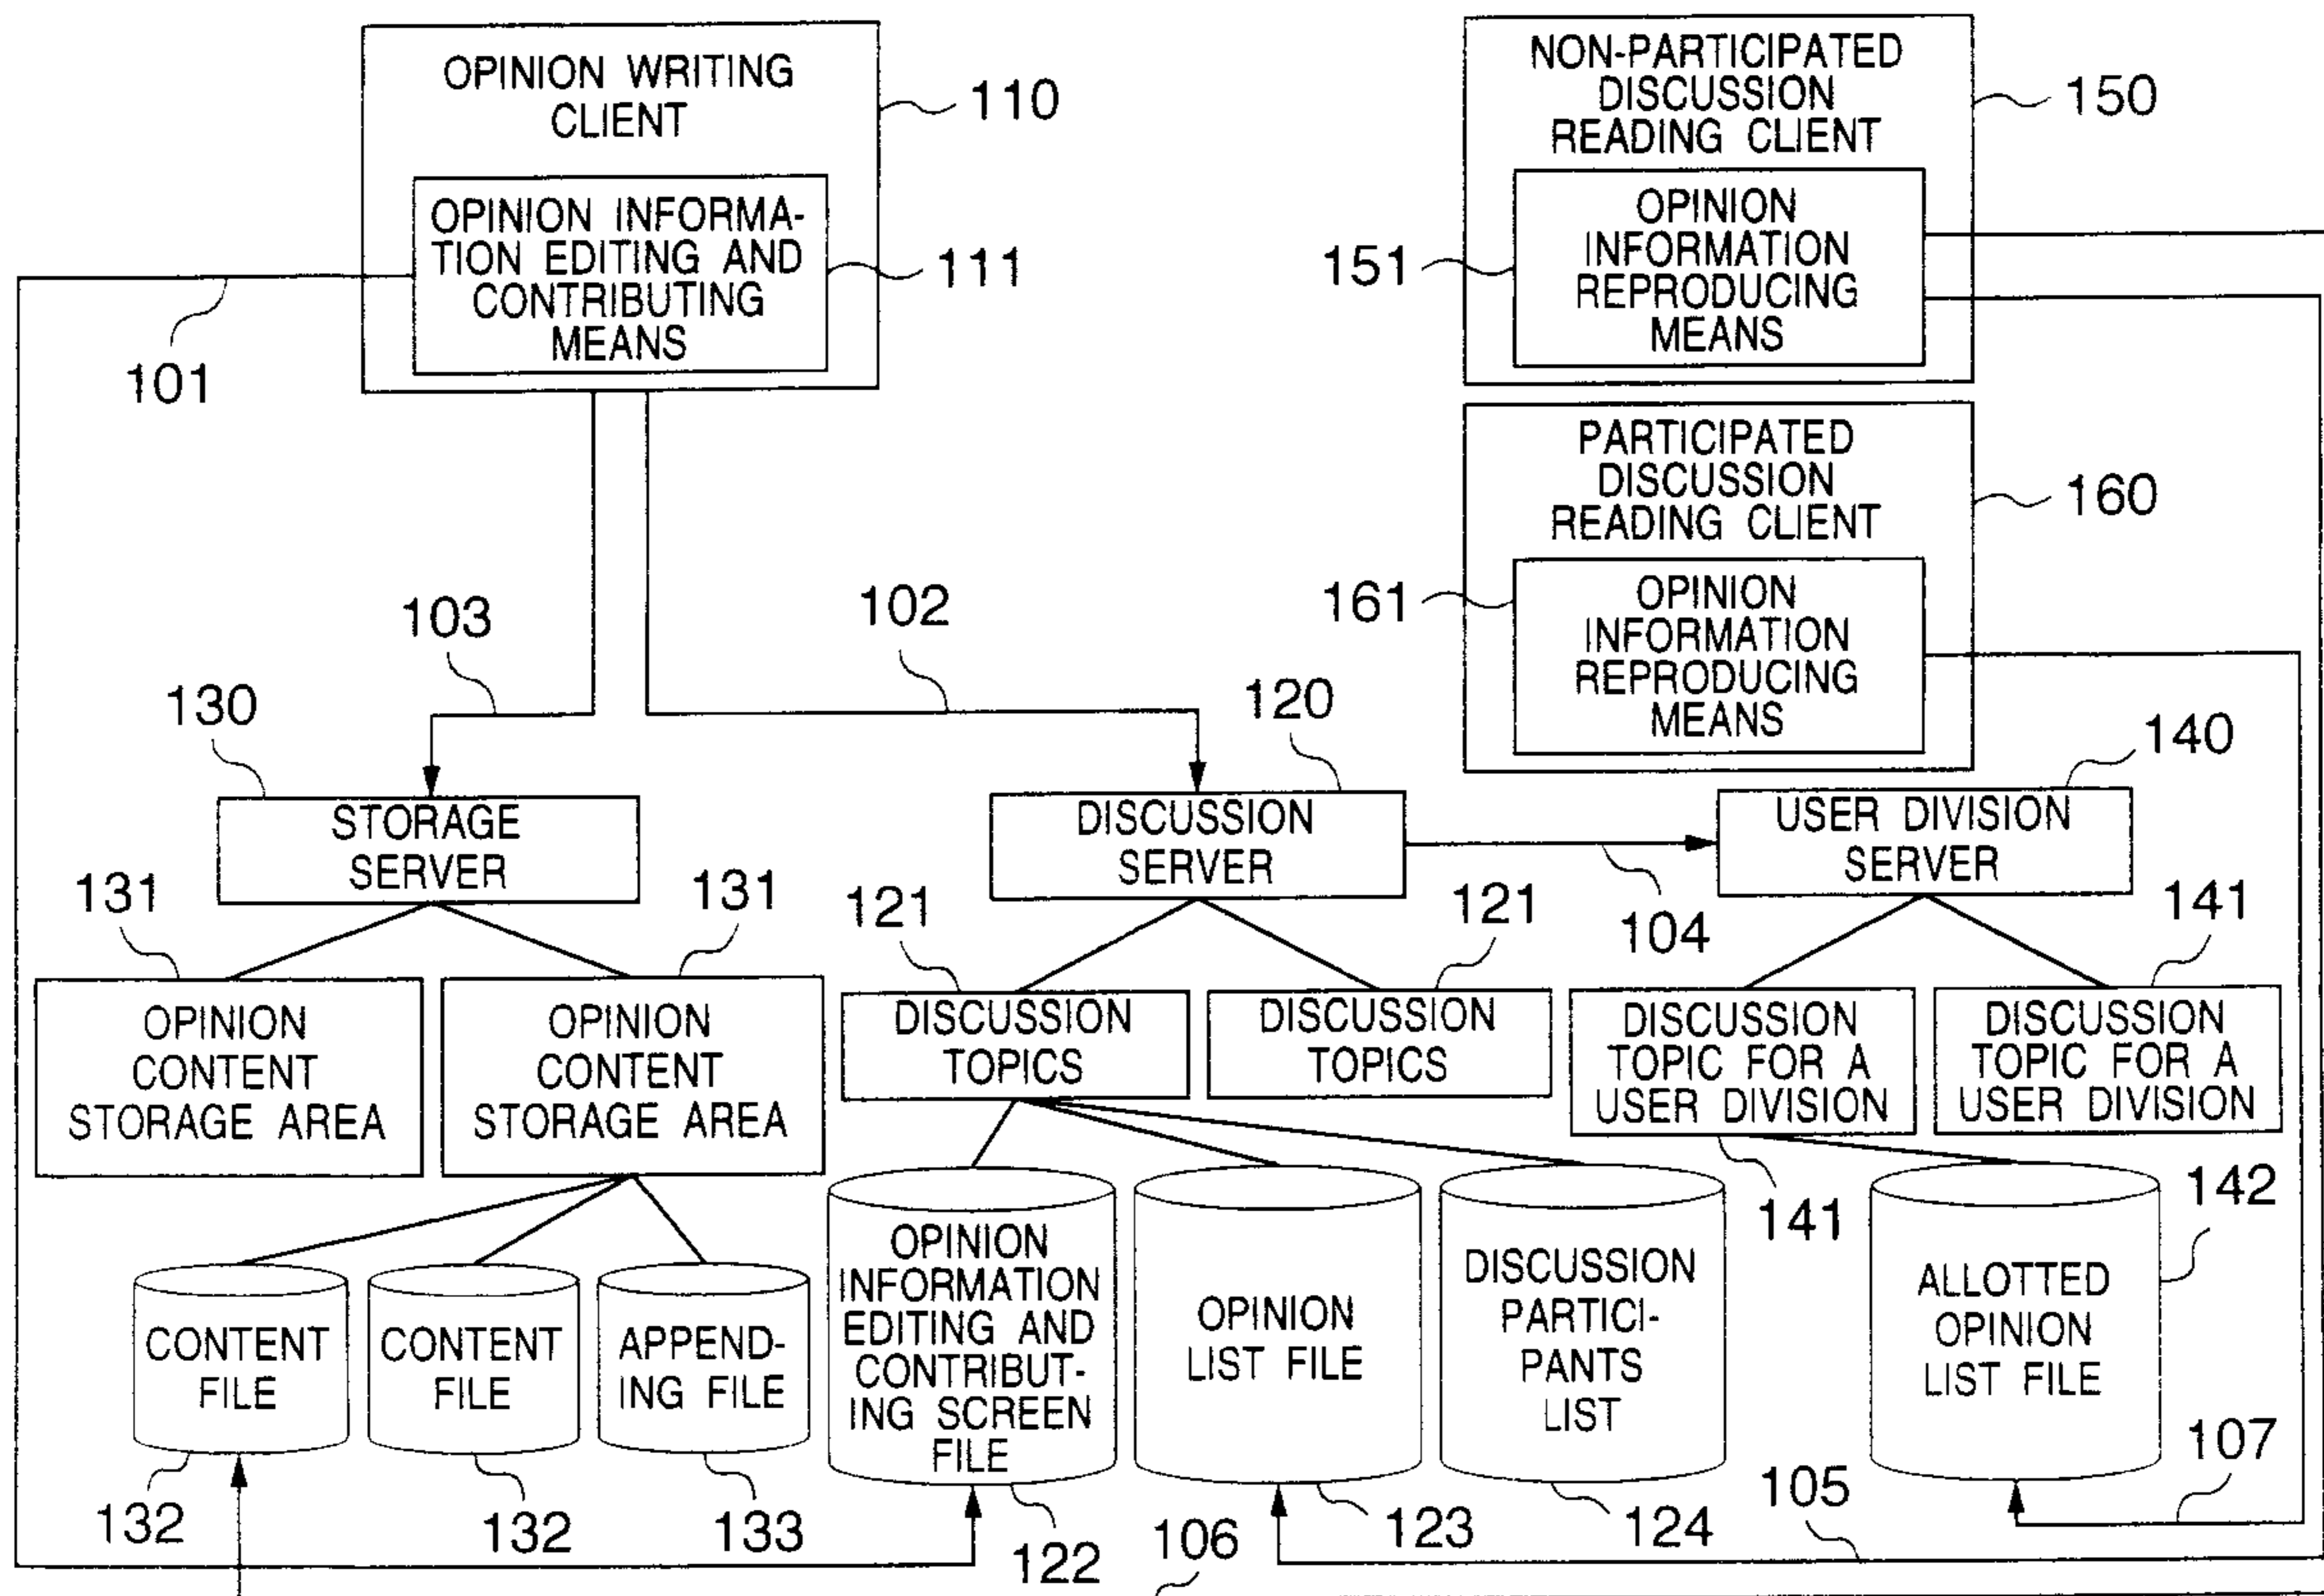 OPINION WRITING
CLIENT
110
OPINION INFORMA-
TION EDITING AND
CONTRIBUTING
MEANS
111
101
NON-PARTICIPATED
DISCUSSION
READING CLIENT
150
OPINION
INFORMATION
REPRODUCING
MEANS
151
PARTICIPATED
DISCUSSION
READING CLIENT
160
OPINION
INFORMATION
REPRODUCING
MEANS
161
103
102
130
STORAGE
SERVER
120
DISCUSSION
SERVER
104
140
USER DIVISION
SERVER
131
OPINION
CONTENT
STORAGE AREA
131
OPINION
CONTENT
STORAGE AREA
121
DISCUSSION
TOPICS
121
DISCUSSION
TOPICS
DISCUSSION
TOPIC FOR A
USER DIVISION
141
141
DISCUSSION
TOPIC FOR A
USER DIVISION
CONTENT
FILE
132
CONTENT
FILE
132
APPEND-
ING FILE
133
OPINION
INFORMATION
EDITING AND
CONTRIBUT-
ING SCREEN
FILE
122
OPINION
LIST FILE
123
DISCUSSION
PARTICI-
PANTS
LIST
124
ALLOTTED
OPINION
LIST FILE
142
107
105
106